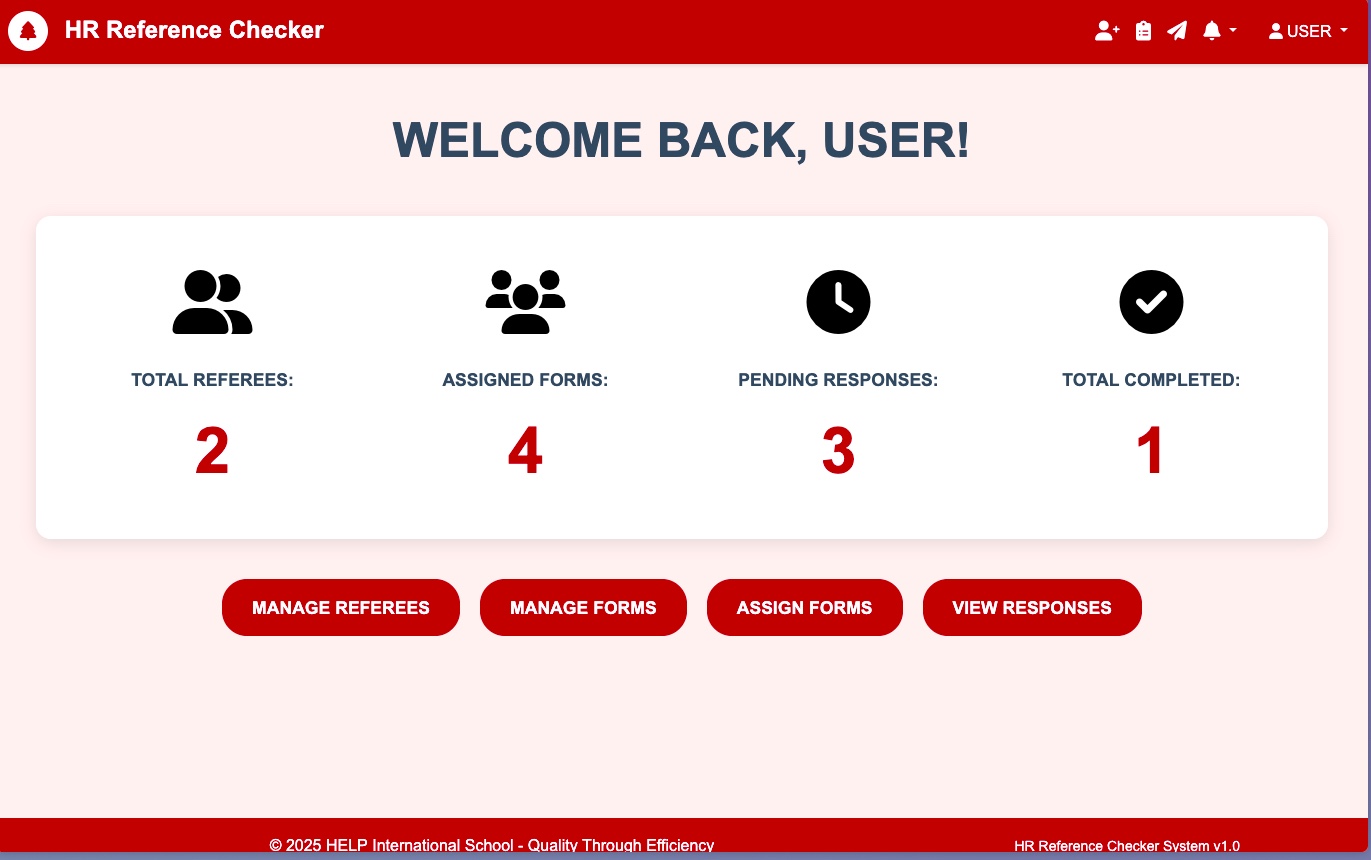 HR Reference Checker
USER
WELCOME BACK, USER!
TOTAL REFEREES:
ASSIGNED FORMS:
PENDING RESPONSES:
TOTAL COMPLETED:
2
4
3
1
MANAGE REFEREES
MANAGE FORMS
ASSIGN FORMS
VIEW RESPONSES
© 2025 HELP International School - Quality Through Efficiency
HR Reference Checker System v1.0